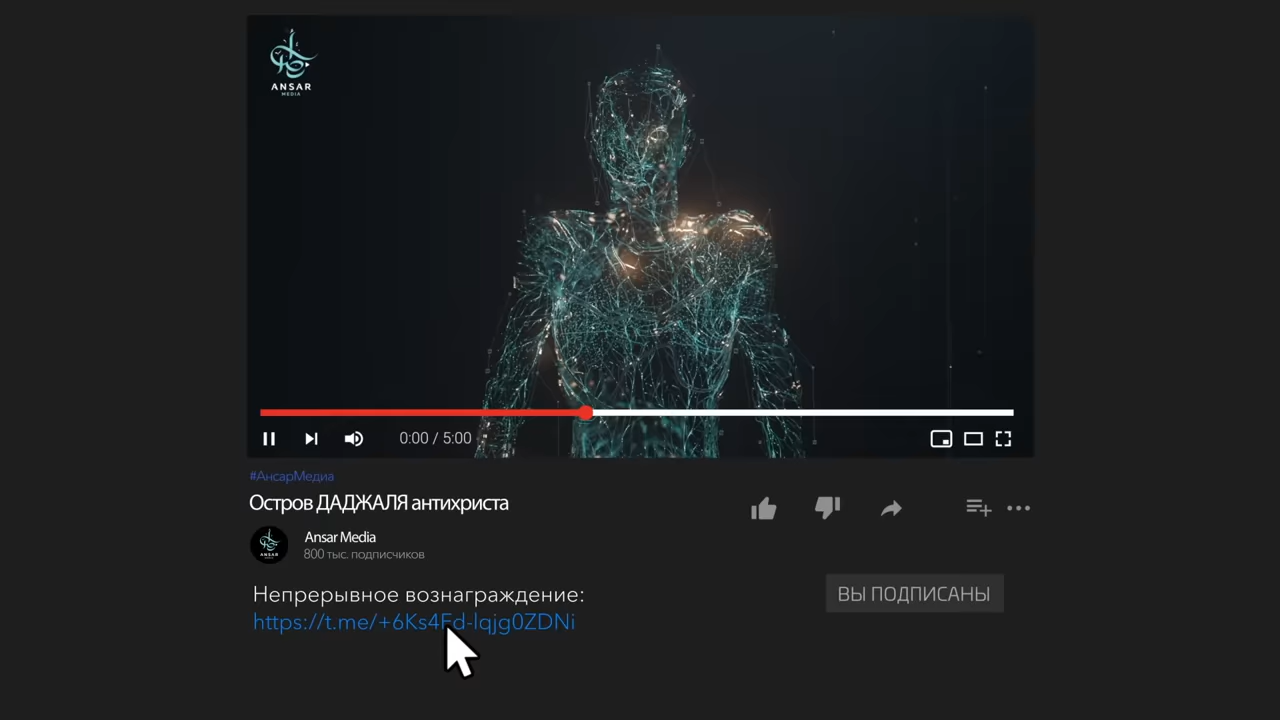 ANSAR
MEDIA
0:00 / 5:00
#АнсарМедиа
Остров ДАДЖАЛЯ антихриста
Ansar Media
800 тыс. подписчиков
ANSAR
Непрерывное вознаграждение:
ВЫ ПОДПИСАНЫ
https://t.me/+6Ks4Fd-lqjg0ZDNi